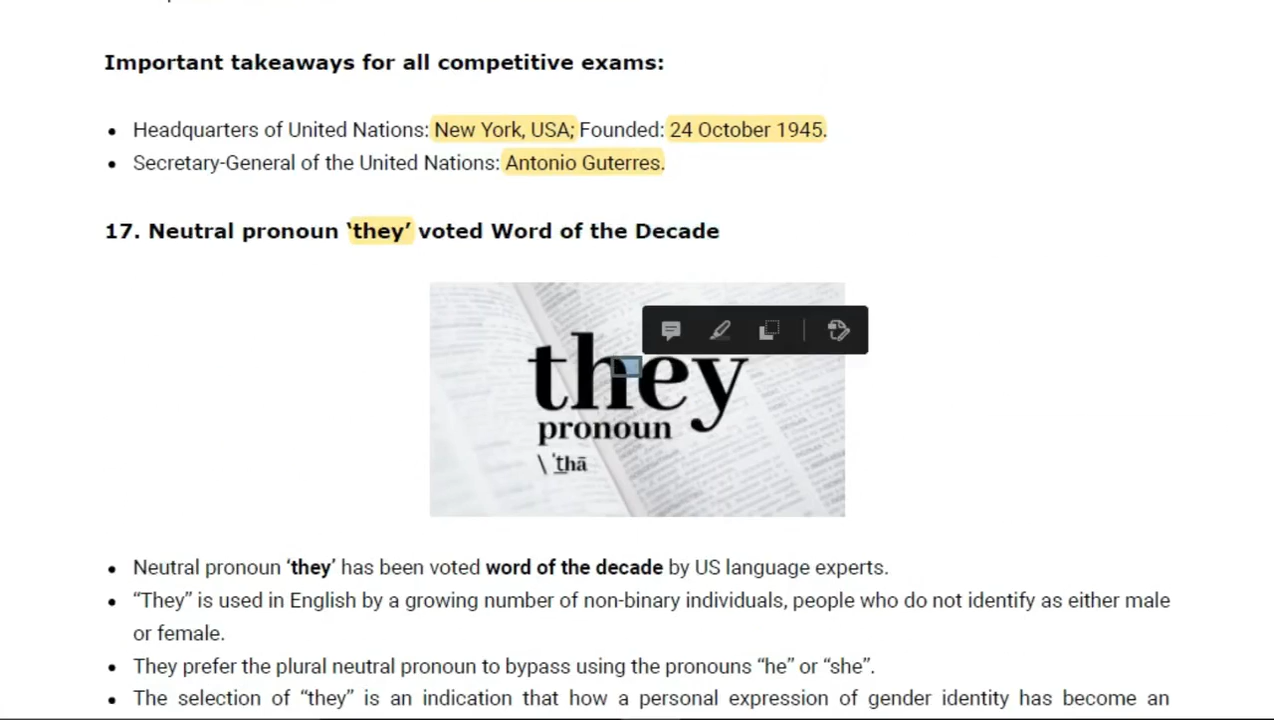 Important takeaways for all competitive exams:
• Headquarters of United Nations: New York, USA; Founded: 24 October 1945.
• Secretary-General of the United Nations: Antonio Guterres.
17. Neutral pronoun ‘they’ voted Word of the Decade
they
pronoun
\ ˈt͟hā
• Neutral pronoun ‘they’ has been voted word of the decade by US language experts.
• “They” is used in English by a growing number of non-binary individuals, people who do not identify as either male
or female.
• They prefer the plural neutral pronoun to bypass using the pronouns “he” or “she”.
• The selection of “they” is an indication that how a personal expression of gender identity has become an